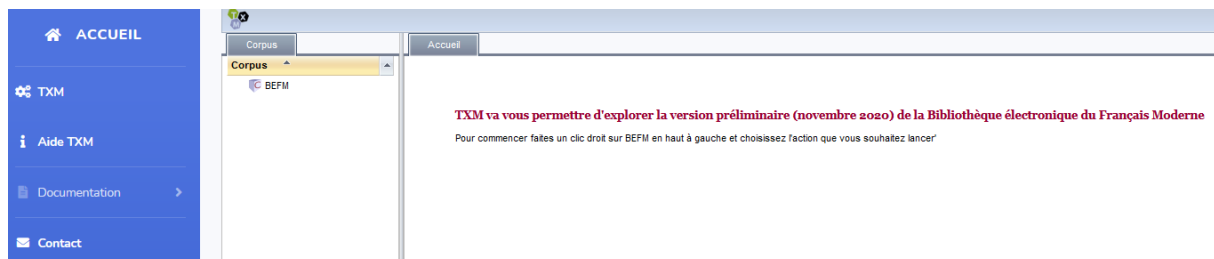 ACCUEIL
TXM
Aide TXM
Documentation
Contact
Corpus
Corpus
BEFM
Accueil
TXM va vous permettre d'explorer la version préliminaire (novembre 2020) de la Bibliothèque électronique du Français Moderne
Pour commencer faites un clic droit sur BEFM en haut à gauche et choisissez l'action que vous souhaitez lancer'